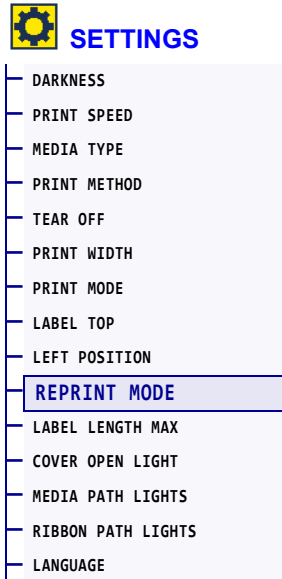 SETTINGS
DARKNESS
PRINT SPEED
MEDIA TYPE
PRINT METHOD
TEAR OFF
PRINT WIDTH
PRINT MODE
LABEL TOP
LEFT POSITION
REPRINT MODE
LABEL LENGTH MAX
COVER OPEN LIGHT
MEDIA PATH LIGHTS
RIBBON PATH LIGHTS
LANGUAGE